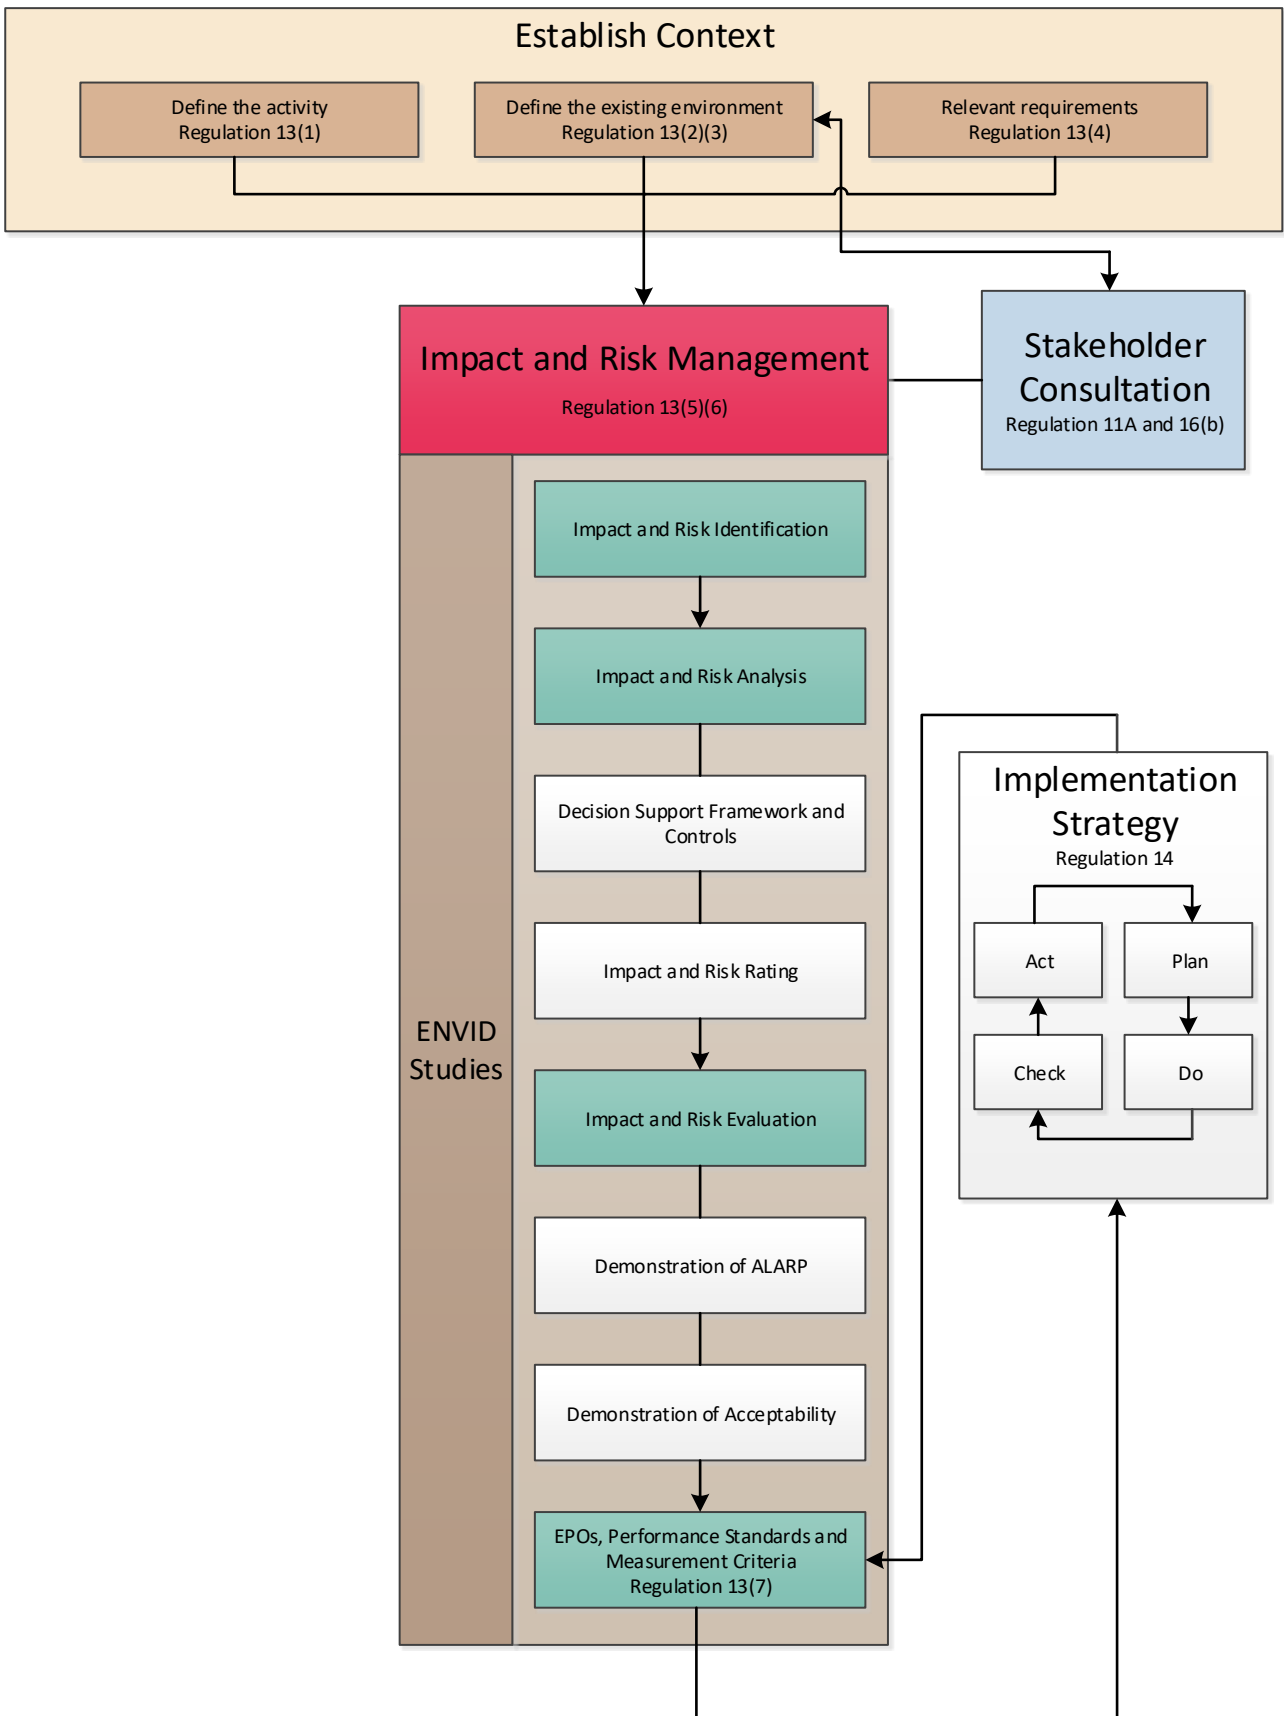 Establish Context
Define the activity
Regulation 13(1)
Define the existing environment
Regulation 13(2)(3)
Relevant requirements
Regulation 13(4)
Impact and Risk Management
Regulation 13(5)(6)
Stakeholder
Consultation
Regulation 11A and 16(b)
ENVID
Studies
Impact and Risk Identification
Impact and Risk Analysis
Decision Support Framework and
Controls
Impact and Risk Rating
Impact and Risk Evaluation
Demonstration of ALARP
Demonstration of Acceptability
EPOs, Performance Standards and
Measurement Criteria
Regulation 13(7)
Implementation
Strategy
Regulation 14
Act
Plan
Check
Do